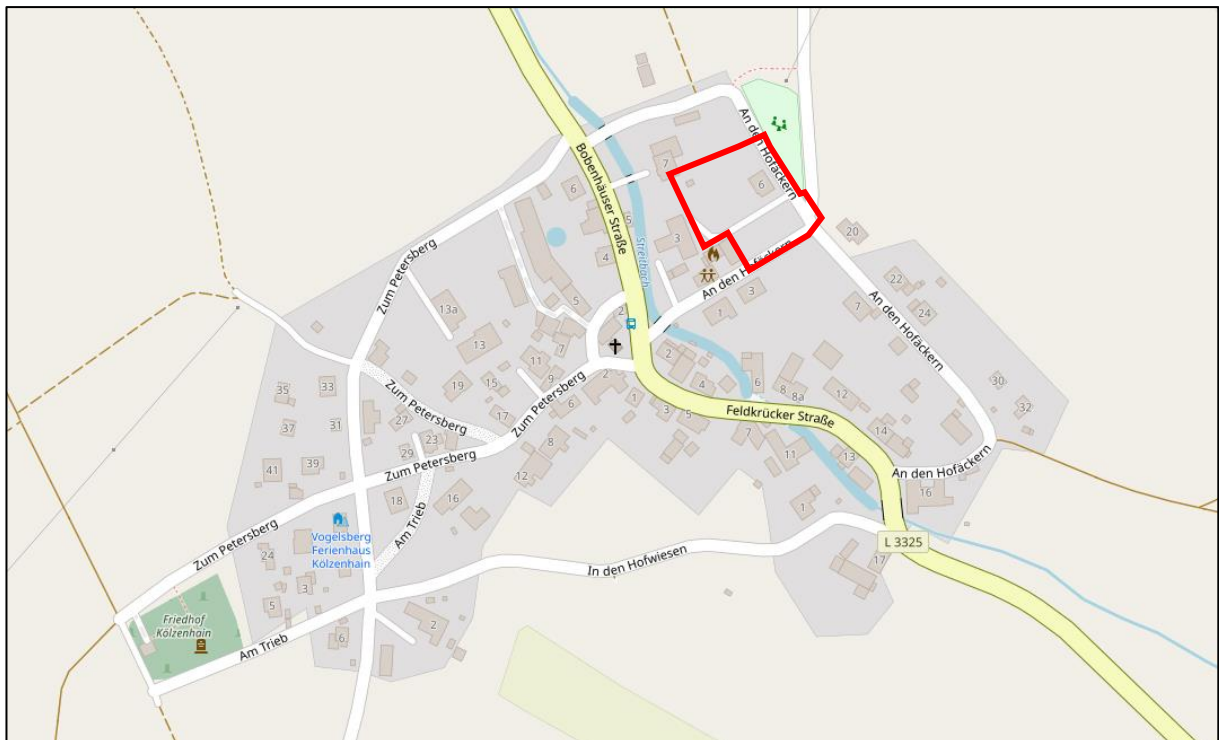 An den Hofäckern
Bobenhäuser Straße
7
6
6
5
Streitbach
20
3
4
An den Hofäckern
22
Zum Petersberg
3
7
24
An den Hofäckern
13a
5
2
1
13
7
2
11
2
4
6
8
8a
12
30
35
33
19
15
9
Zum Petersberg
1
3
5
Feldkrücker Straße
32
37
31
27
Zum Petersberg
17
6
7
14
23
29
8
11
13
An den Hofäckern
41
39
Zum Petersberg
12
16
18
16
1
Am Trieb
Vogelsberg
Ferienhaus
Kölzenhain
L 3325
Zum Petersberg
24
In den Hofwiesen
17
3
5
Friedhof
Kölzenhain
2
6
Am Trieb